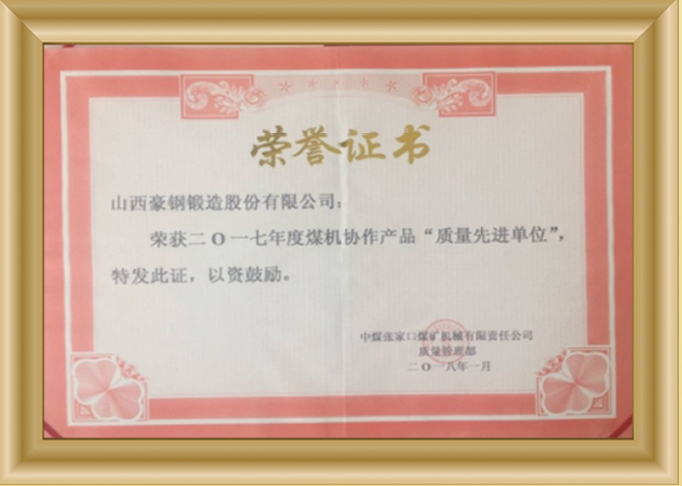 荣誉证书
山西豪钢锻造股份有限公司：
荣获二O一七年度煤机协作产品“质量先进单位”，
特发此证，以资鼓励。
中煤张家口煤矿机械有限责任公司
质量管理部
二O一八年一月